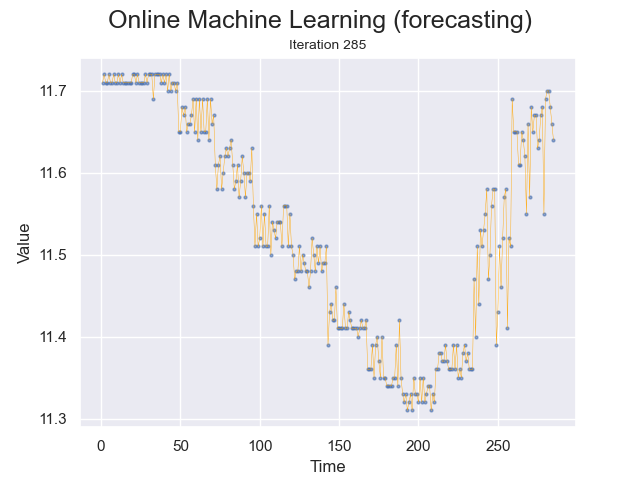 Online Machine Learning (forecasting)
Iteration 285
11.7
11.6
11.5
11.4
11.3
Value
0 50 100 150 200 250
Time